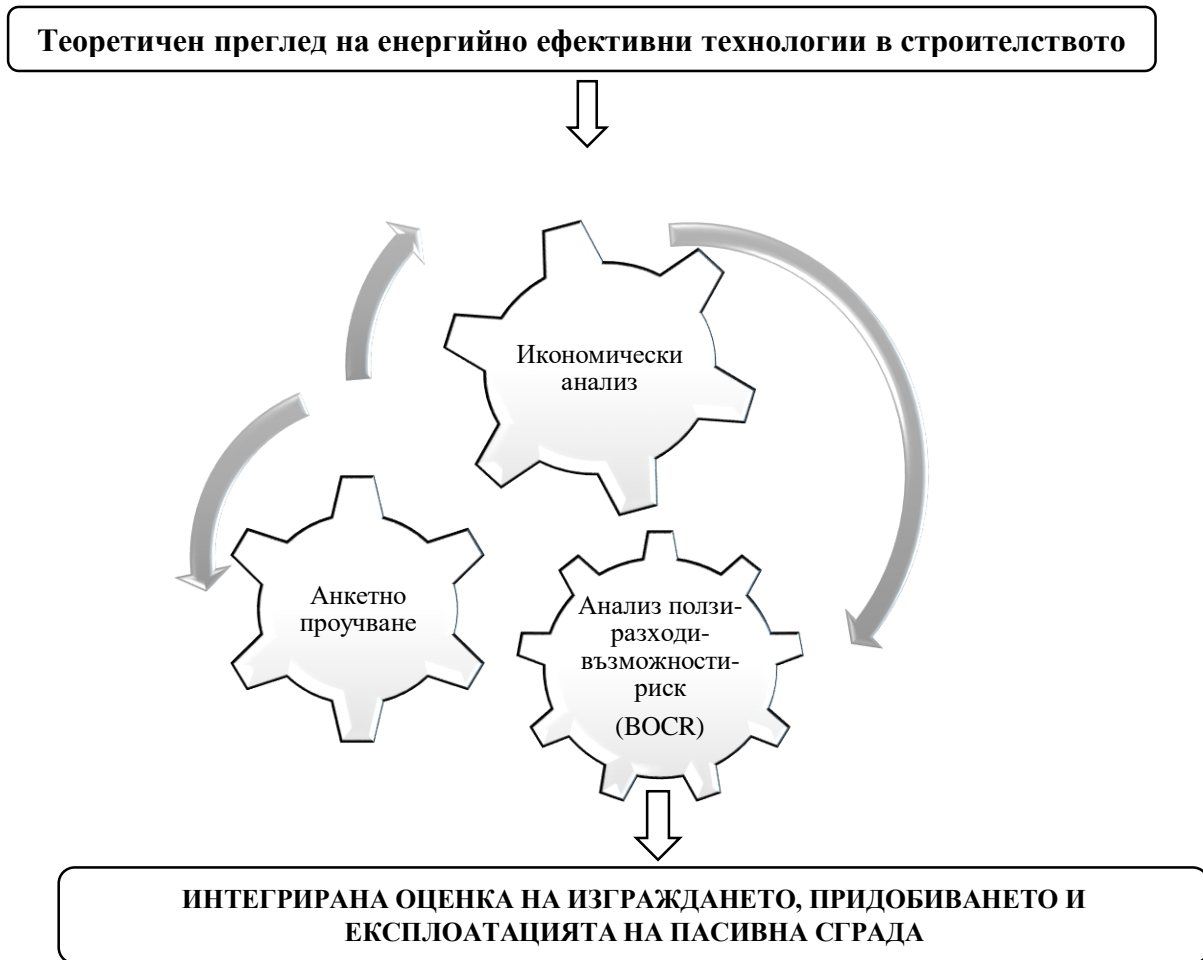 Теоретичен преглед на енергийно ефективни технологии в строителството
Икономически
анализ
Анкетно
проучване
Анализ ползи-
разходи-
възможности-
риск
(BOCR)
ИНТЕГРИРАНА ОЦЕНКА НА ИЗГРАЖДАНЕТО, ПРИДОБИВАНЕТО И
ЕКСПЛОАТАЦИЯТА НА ПАСИВНА СГРАДА